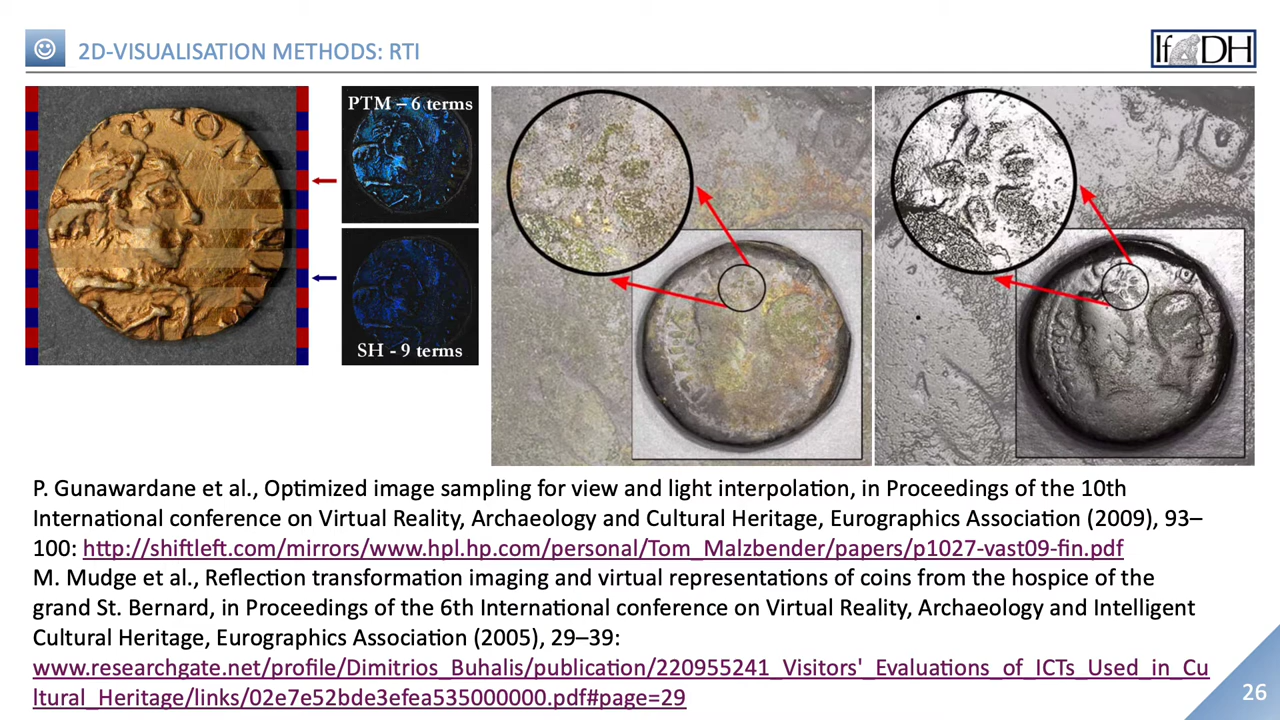 2D-VISUALISATION METHODS: RTI
IfDH
PTM – 6 terms
SH - 9 terms
P. Gunawardane et al., Optimized image sampling for view and light interpolation, in Proceedings of the 10th
International conference on Virtual Reality, Archaeology and Cultural Heritage, Eurographics Association (2009), 93–
100: http://shiftleft.com/mirrors/www.hpl.hp.com/personal/Tom_Malzbender/papers/p1027-vast09-fin.pdf
M. Mudge et al., Reflection transformation imaging and virtual representations of coins from the hospice of the
grand St. Bernard, in Proceedings of the 6th International conference on Virtual Reality, Archaeology and Intelligent
Cultural Heritage, Eurographics Association (2005), 29–39:
www.researchgate.net/profile/Dimitrios_Buhalis/publication/220955241_Visitors'_Evaluations_of_ICTs_Used_in_Cu
ltural_Heritage/links/02e7e52bde3efea535000000.pdf#page=29
26